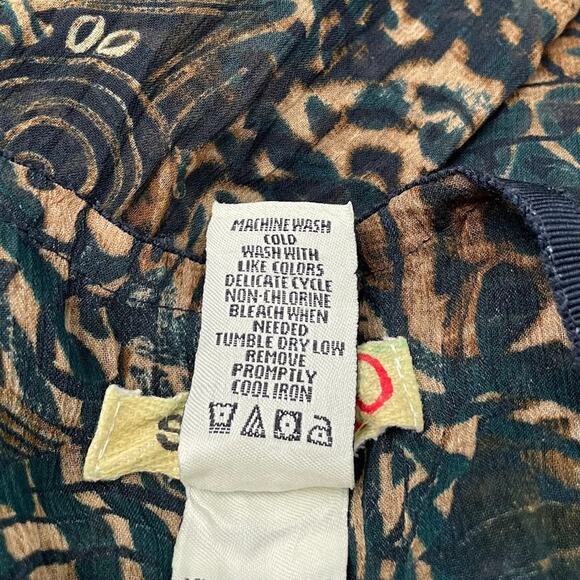 MACHINE WASH
COLD
WASH WITH
LIKE COLORS
DELICATE CYCLE
NON-CHLORINE
BLEACH WHEN
NEEDED
TUMBLE DRY LOW
REMOVE
PROMPTLY
COOL IRON
S O